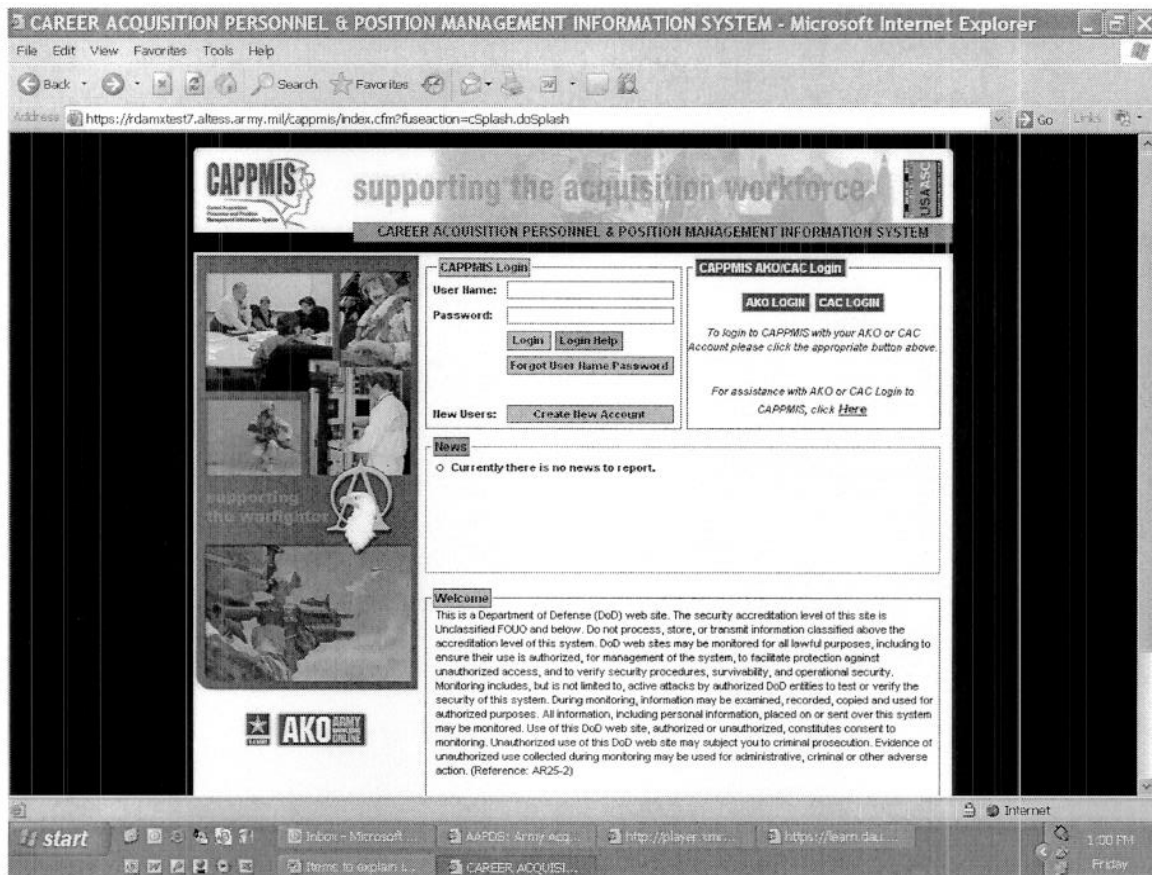 CAREER ACQUISITION PERSONNEL & POSITION MANAGEMENT INFORMATION SYSTEM - Microsoft Internet Explorer
File Edit View Favorites Tools Help
Back Search Favorites
Address https://rdamxtest7.altess.army.mil/cappmis/index.cfm?fuseaction=cSplash.doSplash Go Links
CAPPMIS
Career Acquisition
Personnel and Position
Management Information System
supporting the acquisition workforce
USAASC
CAREER ACQUISITION PERSONNEL & POSITION MANAGEMENT INFORMATION SYSTEM
CAPPMIS Login
User Name:
Password:
Login Login Help
Forgot User Name Password
New Users: Create New Account
CAPPMIS AKO/CAC Login
AKO LOGIN CAC LOGIN
To login to CAPPMIS with your AKO or CAC
Account please click the appropriate button above.
For assistance with AKO or CAC Login to
CAPPMIS, click Here
News
Currently there is no news to report.
supporting
the warfighter
Welcome
This is a Department of Defense (DoD) web site. The security accreditation level of this site is
Unclassified FOUO and below. Do not process, store, or transmit information classified above the
accreditation level of this system. DoD web sites may be monitored for all lawful purposes, including to
ensure their use is authorized, for management of the system, to facilitate protection against
unauthorized access, and to verify security procedures, survivability, and operational security.
Monitoring includes, but is not limited to, active attacks by authorized DoD entities to test or verify the
security of this system. During monitoring, information may be examined, recorded, copied and used for
authorized purposes. All information, including personal information, placed on or sent over this system
may be monitored. Use of this DoD web site, authorized or unauthorized, constitutes consent to
monitoring. Unauthorized use of this DoD web site may subject you to criminal prosecution. Evidence of
unauthorized use collected during monitoring may be used for administrative, criminal or other adverse
action. (Reference: AR25-2)
AKO ARMY
KNOWLEDGE
ONLINE
Internet
start Inbox - Microsoft ... AAPDS: Army Acq... https://learn.dau... 1:00 PM
Items to explain ... CAREER ACQUISI... Friday